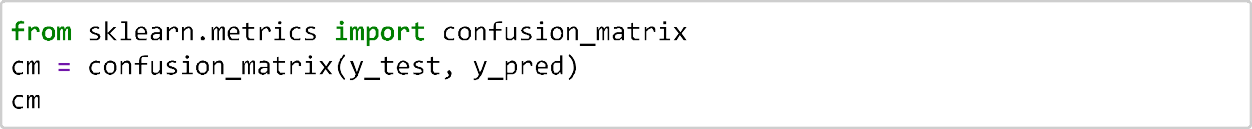 from sklearn.metrics import confusion_matrix
cm = confusion_matrix(y_test, y_pred)
cm